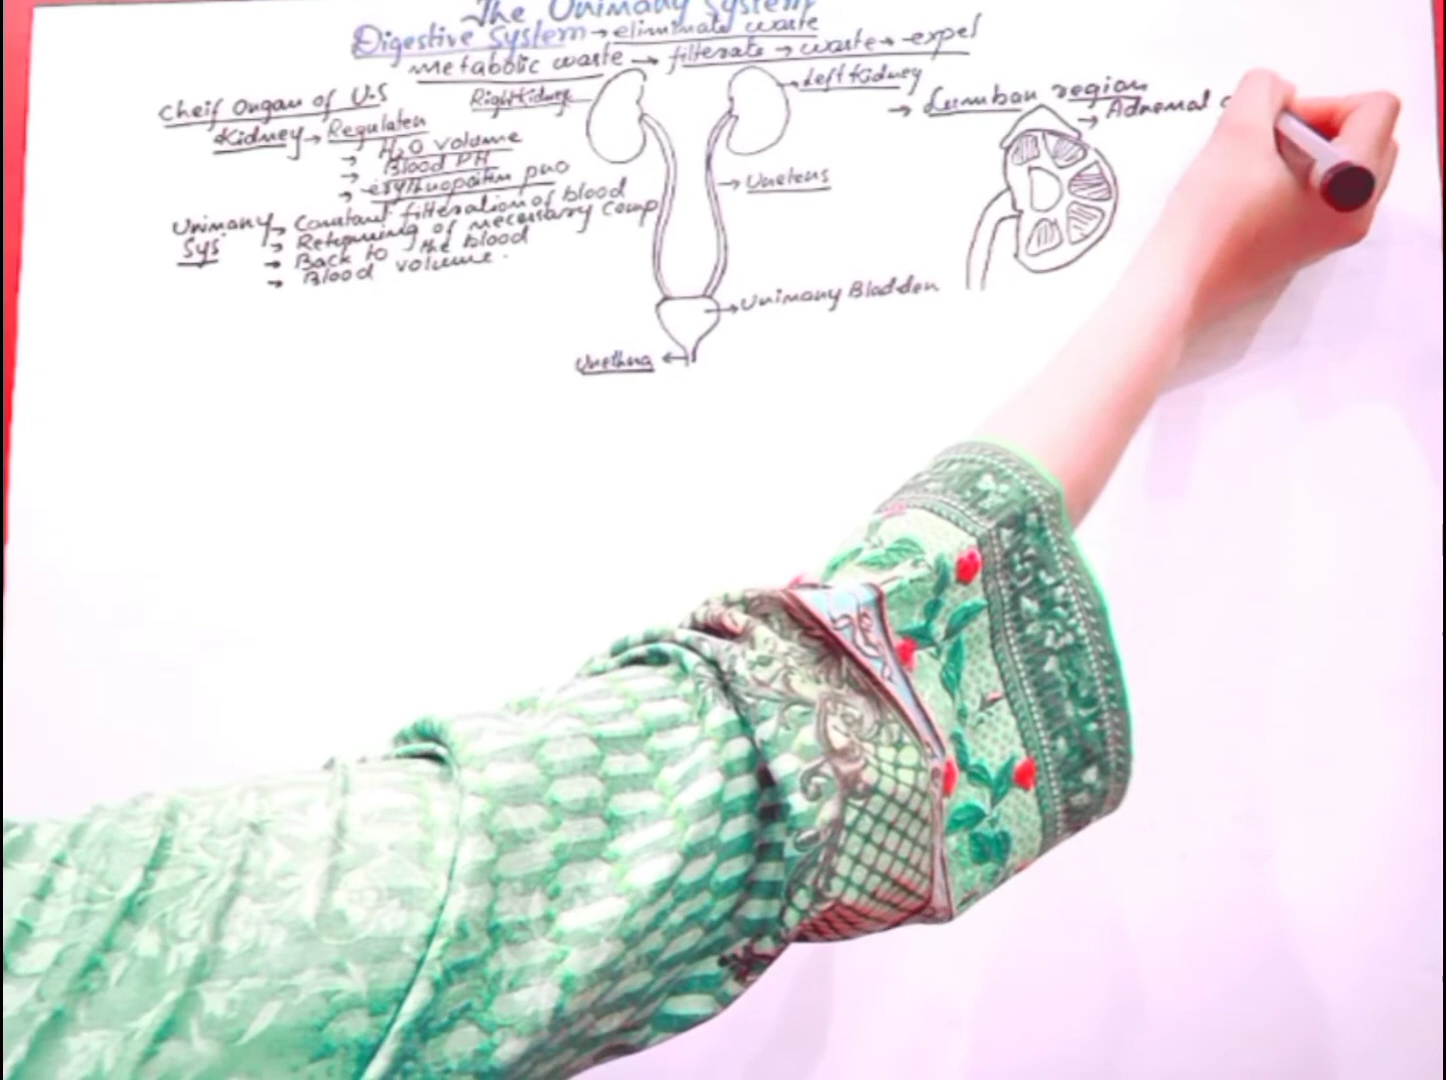 The Urinary System
Digestive System → eliminate waste
metabolic waste → filterate → waste → expel
Cheif Organ of U.S
Kidney → Regulaten
→ H2O volume
→ Blood PH
→ erythropoitin pro
Urinary Sys → Constant filteration of blood
→ Returning of necessary comp
→ Back to the blood
→ Blood volume.
Right Kidney
Left Kidney
→ Ureters
→ Urinary Bladder
Urethra ←
→ Lumbar region
→ Adrenal